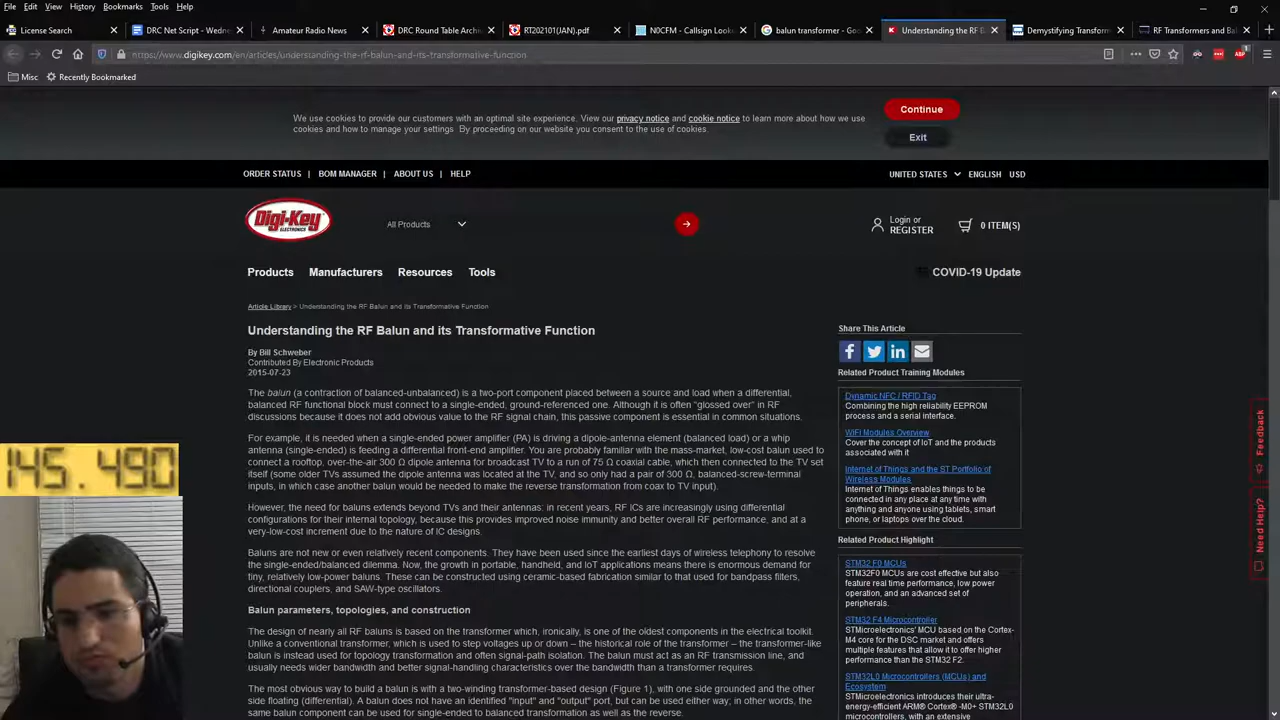 File Edit View History Bookmarks Tools Help
License Search
DRC Net Script - Wedne
Amateur Radio News
DRC Round Table Archi
RT202101(JAN).pdf
N0CFM - Callsign Look
balun transformer - Goo
Understanding the RF B
Demystifying Transform
RF Transformers and Bal
https://www.digikey.com/en/articles/understanding-the-rf-balun-and-its-transformative-function
Misc
Recently Bookmarked
We use cookies to provide our customers with an optimal site experience. View our privacy notice and cookie notice to learn more about how we
use cookies and how to manage your settings. By proceeding on our website you consent to the use of cookies.
Continue
Exit
ORDER STATUS | BOM MANAGER | ABOUT US | HELP
UNITED STATES ENGLISH USD
Digi-Key
ELECTRONICS
All Products
Login or
REGISTER
0 ITEM(S)
Products Manufacturers Resources Tools
COVID-19 Update
Article Library > Understanding the RF Balun and its Transformative Function
Understanding the RF Balun and its Transformative Function
By Bill Schweber
Contributed By Electronic Products
2015-07-23
The balun (a contraction of balanced-unbalanced) is a two-port component placed between a source and load when a differential,
balanced RF functional block must connect to a single-ended, ground-referenced one. Although it is often "glossed over" in RF
discussions because it does not add obvious value to the RF signal chain, this passive component is essential in common situations.
For example, it is needed when a single-ended power amplifier (PA) is driving a dipole-antenna element (balanced load) or a whip
antenna (single-ended) is feeding a differential front-end amplifier. You are probably familiar with the mass-market, low-cost balun used to
connect a rooftop, over-the-air 300 Ω dipole antenna for broadcast TV to a run of 75 Ω coaxial cable, which then connected to the TV set
itself (some older TVs assumed the dipole antenna was located at the TV, and so only had a pair of 300 Ω, balanced-screw-terminal
inputs, in which case another balun would be needed to make the reverse transformation from coax to TV input).
However, the need for baluns extends beyond TVs and their antennas: in recent years, RF ICs are increasingly using differential
configurations for their internal topology, because this provides improved noise immunity and better overall RF performance, and at a
very-low-cost increment due to the nature of IC designs.
Baluns are not new or even relatively recent components. They have been used since the earliest days of wireless telephony to resolve
the single-ended/balanced dilemma. Now, the growth in portable, handheld, and IoT applications means there is enormous demand for
tiny, relatively low-power baluns. These can be constructed using ceramic-based fabrication similar to that used for bandpass filters,
directional couplers, and SAW-type oscillators.
Balun parameters, topologies, and construction
The design of nearly all RF baluns is based on the transformer which, ironically, is one of the oldest components in the electrical toolkit.
Unlike a conventional transformer, which is used to step voltages up or down – the historical role of the transformer – the transformer-like
balun is instead used for topology transformation and often signal-path isolation. The balun must act as an RF transmission line, and
usually needs wider bandwidth and better signal-handling characteristics over the bandwidth than a transformer requires.
The most obvious way to build a balun is with a two-winding transformer-based design (Figure 1), with one side grounded and the other
side floating (differential). A balun does not have an identified "input" and "output" port, but can be used either way; in other words, the
same balun component can be used for single-ended to balanced transformation as well as the reverse.
Share This Article
Related Product Training Modules
Dynamic NFC / RFID Tag
Combining the high reliability EEPROM
process and a serial interface.
WIFI Modules Overview
Cover the concept of IoT and the products
associated with it
Internet of Things and the ST Portfolio of
Wireless Modules
Internet of Things enables things to be
connected in any place at any time with
anything and anyone using tablets, smart
phone, or laptops over the cloud.
Related Product Highlight
STM32 F0 MCUs
STM32F0 MCUs are cost effective but also
feature real time performance, low power
operation, and an advanced set of
peripherals.
STM32 F4 Microcontroller
STMicroelectronics' MCU based on the Cortex-
M4 core for the DSC market and offers
multiple features that allow it to offer higher
performance than the STM32 F2.
STM32L0 Microcontrollers (MCUs) and
Ecosystem
STMicroelectronics introduces their ultra-
energy-efficient ARM® Cortex® -M0+ STM32L0
microcontrollers, with an extensive
Feedback
Need Help?
145.490